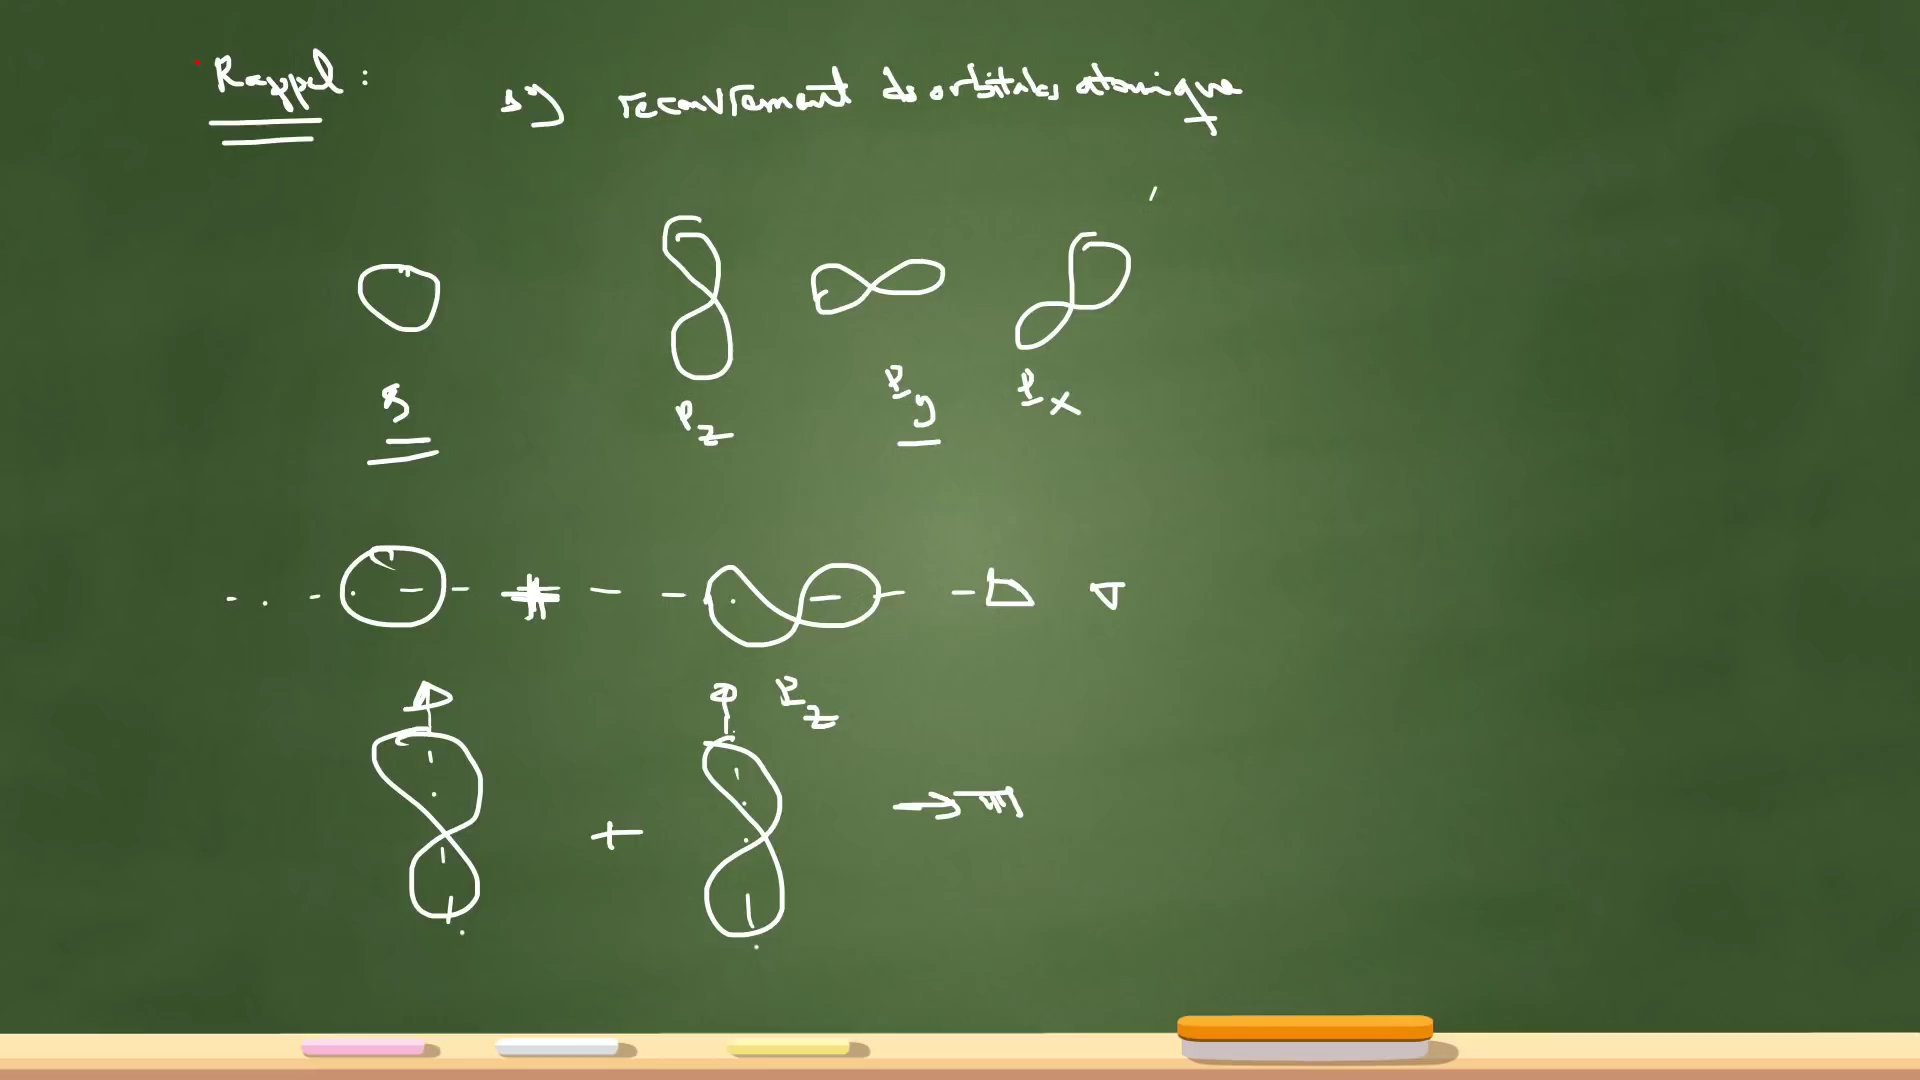 Rappel : 1) recouvrement des orbitales atomique
s Pz Py Px
+ → σ
Pz
+ → π